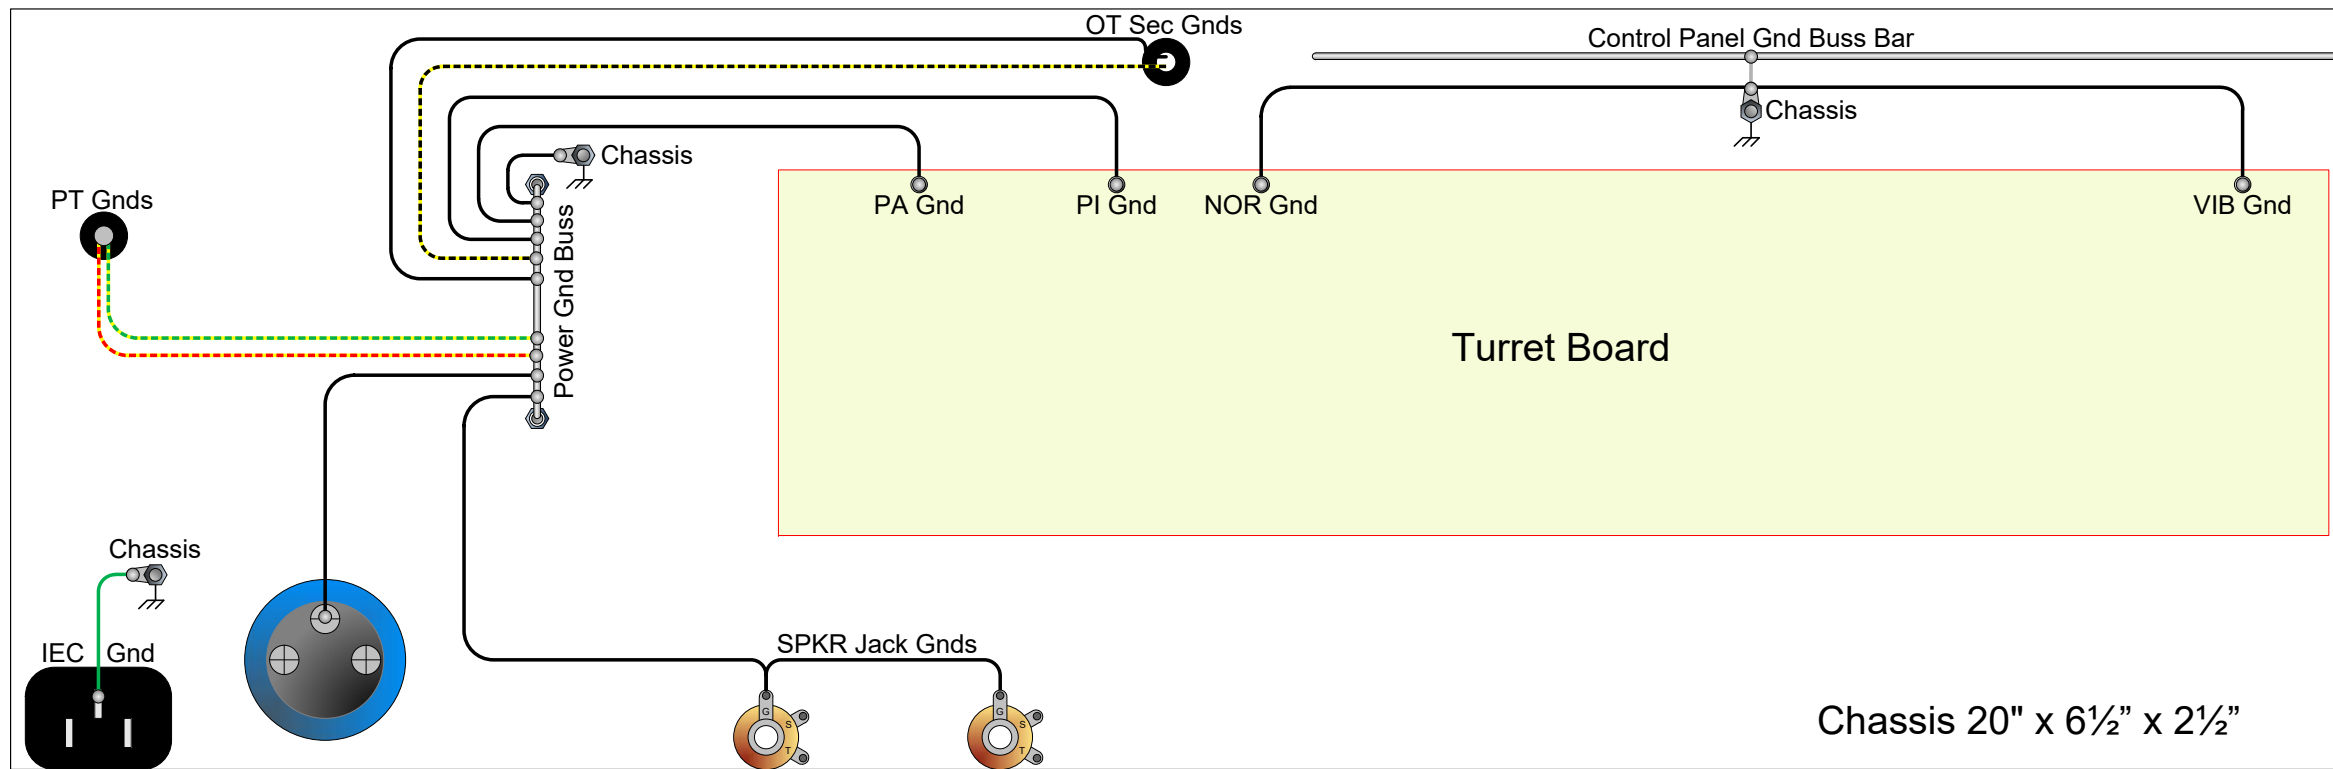 OT Sec Gnds
Control Panel Gnd Buss Bar
Chassis
Chassis
PT Gnds
PA Gnd
PI Gnd
NOR Gnd
VIB Gnd
Power Gnd Buss
Turret Board
Chassis
IEC Gnd
SPKR Jack Gnds
G
S
T
G
S
T
Chassis 20" x 6½” x 2½”